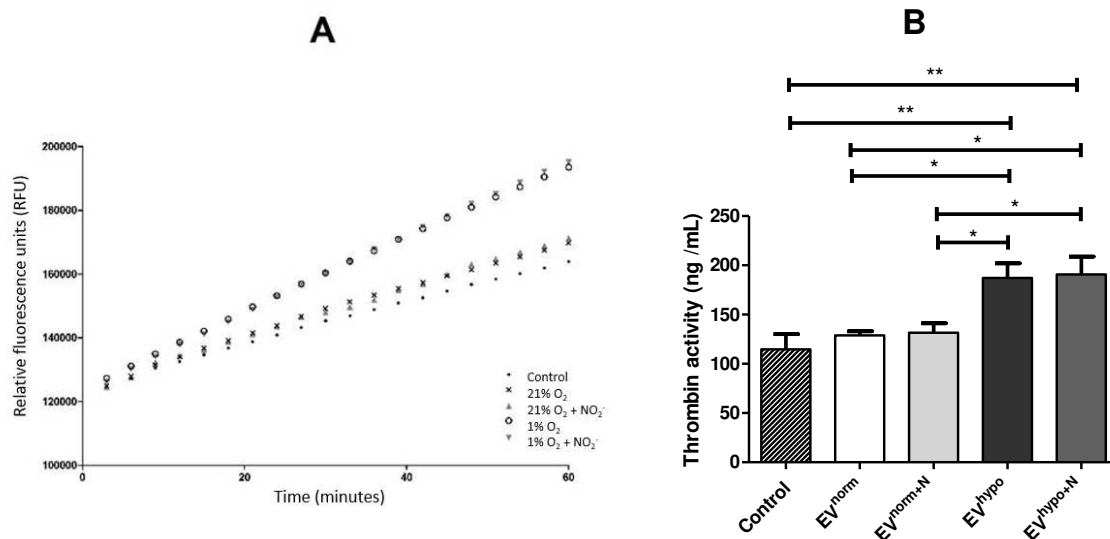 A
Relative fluorescence units (RFU)
200000
180000
160000
140000
120000
100000
0
20
40
60
Time (minutes)
Control
21% O₂
21% O₂ + NO₂⁻
1% O₂
1% O₂ + NO₂⁻
B
**
**
*
*
*
*
Thrombin activity (ng /mL)
250
200
150
100
50
0
Control
EVⁿᵒʳᵐ
EVⁿᵒʳᵐ⁺ᴺ
EVʰʸᵖᵒ
EVʰʸᵖᵒ⁺ᴺ